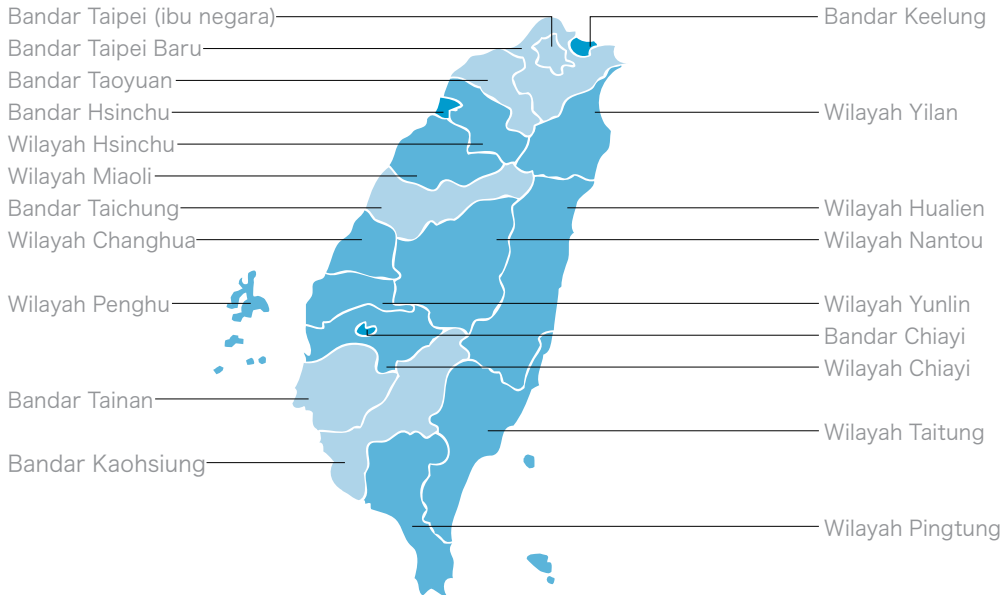 Bandar Taipei (ibu negara)
Bandar Taipei Baru
Bandar Taoyuan
Bandar Hsinchu
Wilayah Hsinchu
Wilayah Miaoli
Bandar Taichung
Wilayah Changhua
Wilayah Penghu
Bandar Tainan
Bandar Kaohsiung
Bandar Keelung
Wilayah Yilan
Wilayah Hualien
Wilayah Nantou
Wilayah Yunlin
Bandar Chiayi
Wilayah Chiayi
Wilayah Taitung
Wilayah Pingtung